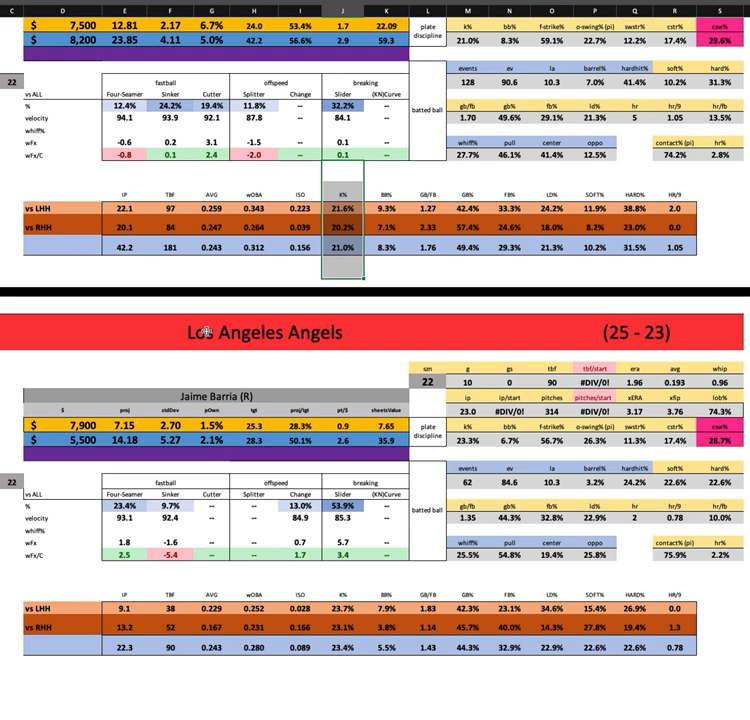 C D E F G H I J K L M N O P Q R S
$ 7,500 12.81 2.17 6.7% 24.0 53.4% 1.7 22.09 plate discipline k% bb% f-strike% o-swing% (pi) swstr% cstr% csw%
$ 8,200 23.85 4.11 5.0% 42.2 56.6% 2.9 59.3 21.0% 8.3% 59.1% 22.7% 12.2% 17.4% 29.6%
events ev la barrel% hardhit% soft% hard%
22 fastball offspeed breaking 128 90.6 10.3 7.0% 41.4% 10.2% 31.3%
vs ALL Four-Seamer Sinker Cutter Splitter Change Slider (KN)Curve
% 12.4% 24.2% 19.4% 11.8% -- 32.2% -- batted ball gb/fb gb% fb% ld% hr hr/9 hr/fb
velocity 94.1 93.9 92.1 87.8 -- 84.1 -- 1.70 49.6% 29.1% 21.3% 5 1.05 13.5%
whiff%
wFx -0.6 0.2 3.1 -1.5 -- 0.1 -- whiff% pull center oppo contact% (pi) hr%
wFx/C -0.8 0.1 2.4 -2.0 -- 0.1 -- 27.7% 46.1% 41.4% 12.5% 74.2% 2.8%
IP TBF AVG wOBA ISO K% BB% GB/FB GB% FB% LD% SOFT% HARD% HR/9
vs LHH 22.1 97 0.259 0.343 0.223 21.6% 9.3% 1.27 42.4% 33.3% 24.2% 11.9% 38.8% 2.0
vs RHH 20.1 84 0.247 0.264 0.039 20.2% 7.1% 2.33 57.4% 24.6% 18.0% 8.2% 23.0% 0.0
42.2 181 0.243 0.312 0.156 21.0% 8.3% 1.76 49.4% 29.3% 21.3% 10.2% 31.5% 1.05
Los Angeles Angels (25 - 23)
szn g gs tbf tbf/start era avg whip
22 10 0 90 #DIV/0! 1.96 0.193 0.96
Jaime Barria (R) ip ip/start pitches pitches/start xERA xfip lob%
$ proj stdDev pOwn tgt proj/tgt pt/$ sheetsValue 23.0 #DIV/0! 314 #DIV/0! 3.17 3.76 74.3%
$ 7,900 7.15 2.70 1.5% 25.3 28.3% 0.9 7.65 plate discipline k% bb% f-strike% o-swing% (pi) swstr% cstr% csw%
$ 5,500 14.18 5.27 2.1% 28.3 50.1% 2.6 35.9 23.3% 6.7% 56.7% 26.3% 11.3% 17.4% 28.7%
events ev la barrel% hardhit% soft% hard%
22 fastball offspeed breaking 62 84.6 10.3 3.2% 24.2% 22.6% 22.6%
vs ALL Four-Seamer Sinker Cutter Splitter Change Slider (KN)Curve
% 23.4% 9.7% -- -- 13.0% 53.9% -- batted ball gb/fb gb% fb% ld% hr hr/9 hr/fb
velocity 93.1 92.4 -- -- 84.9 85.3 -- 1.35 44.3% 32.8% 22.9% 2 0.78 10.0%
whiff%
wFx 1.8 -1.6 -- -- 0.7 5.7 -- whiff% pull center oppo contact% (pi) hr%
wFx/C 2.5 -5.4 -- -- 1.7 3.4 -- 25.5% 54.8% 19.4% 25.8% 75.9% 2.2%
IP TBF AVG wOBA ISO K% BB% GB/FB GB% FB% LD% SOFT% HARD% HR/9
vs LHH 9.1 38 0.229 0.252 0.028 23.7% 7.9% 1.83 42.3% 23.1% 34.6% 15.4% 26.9% 0.0
vs RHH 13.2 52 0.167 0.231 0.166 23.1% 3.8% 1.14 45.7% 40.0% 14.3% 27.8% 19.4% 1.3
22.3 90 0.243 0.280 0.089 23.4% 5.5% 1.43 44.3% 32.9% 22.9% 22.6% 22.6% 0.78